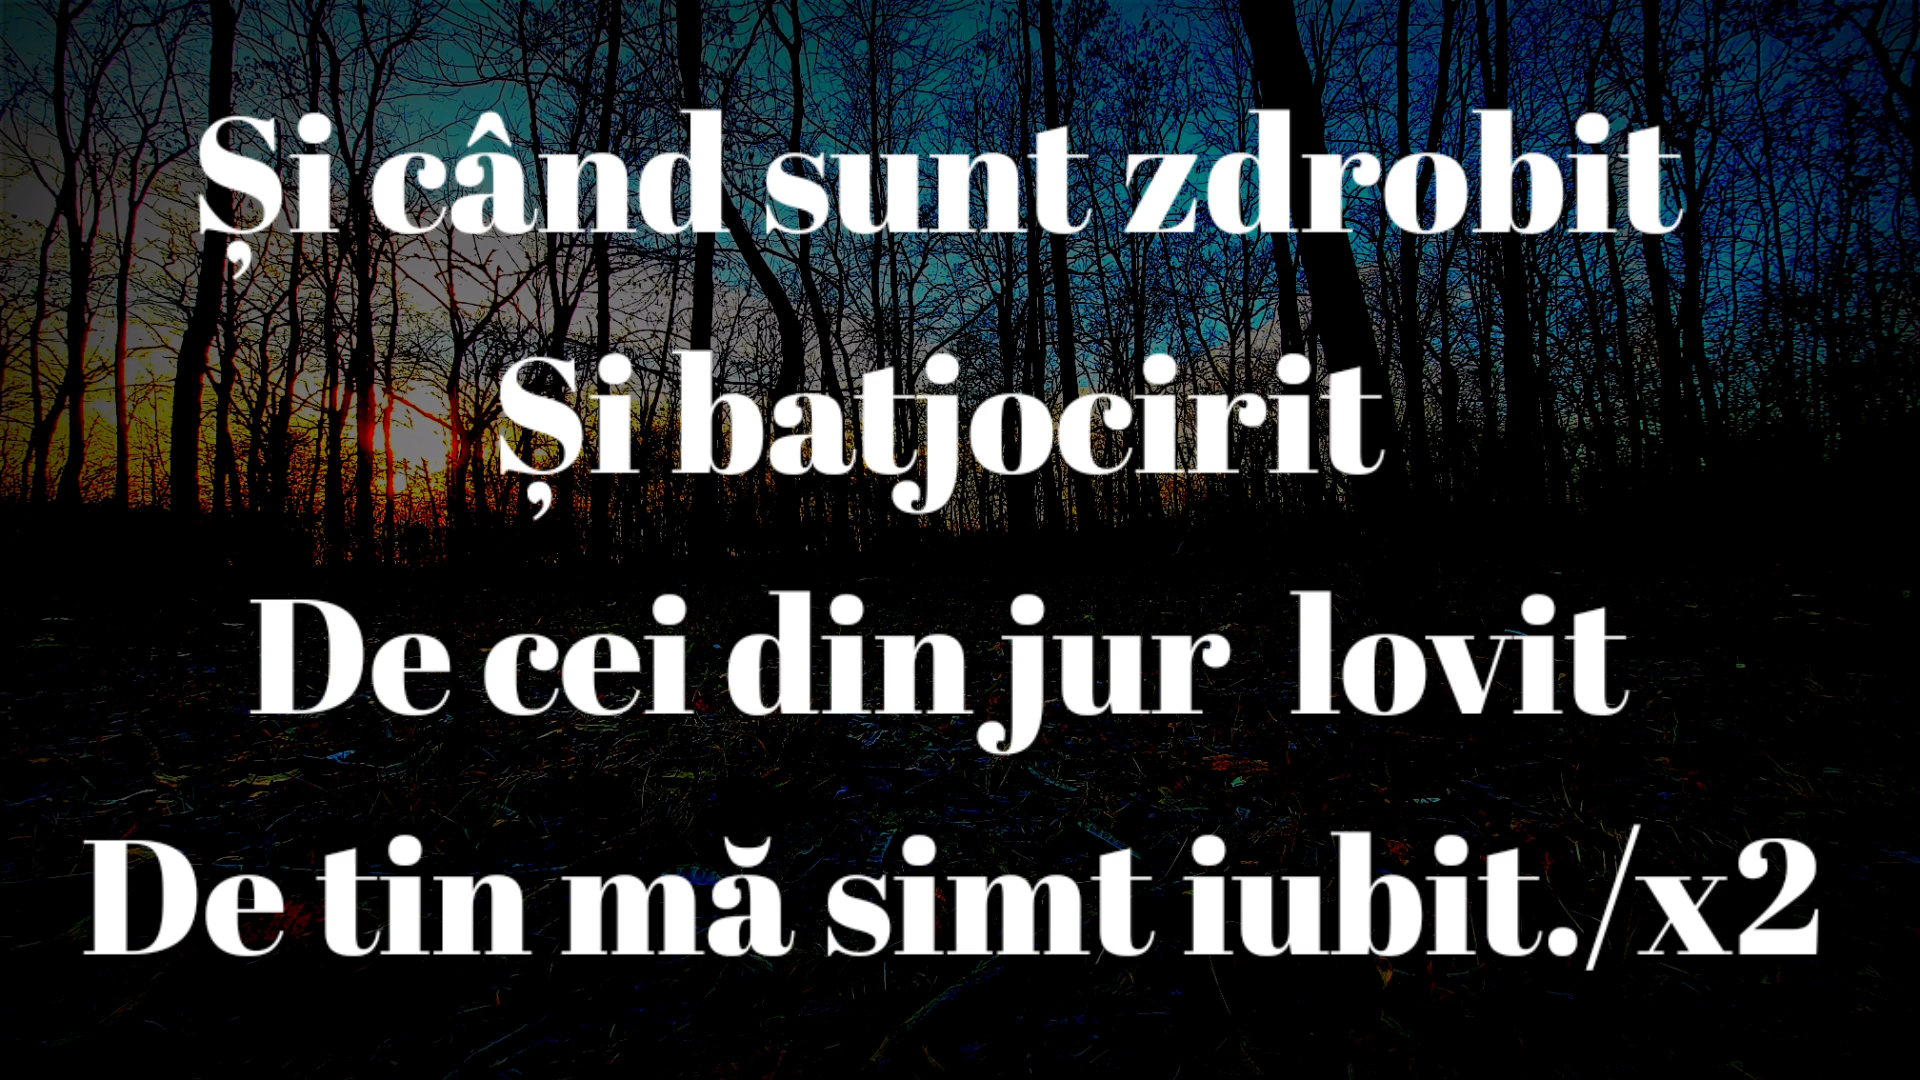 Și când sunt zdrobit
Și batjocirit
De cei din jur  lovit
De tin mă simt iubit./x2